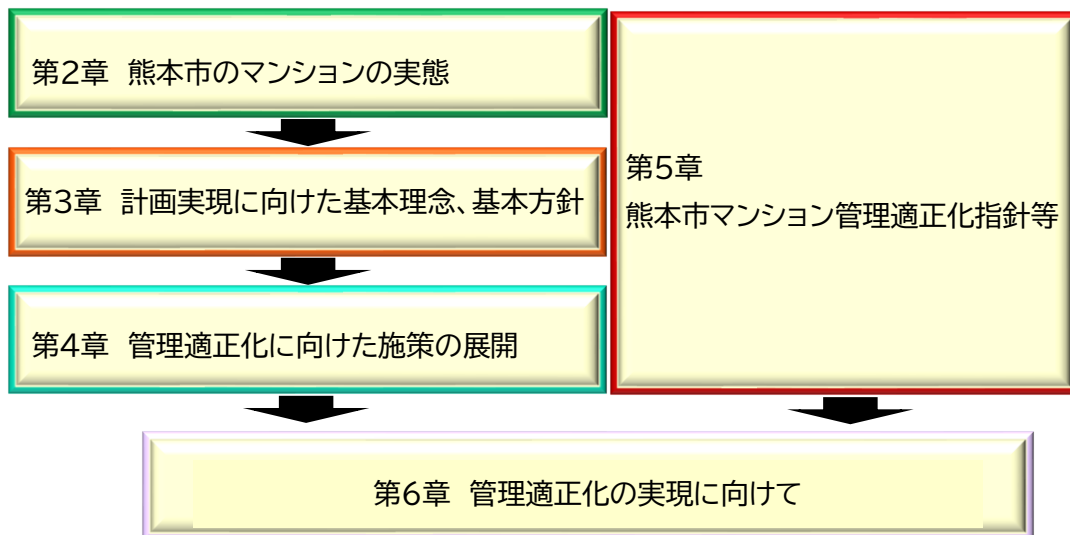 第2章 熊本市のマンションの実態
第3章 計画実現に向けた基本理念、基本方針
第4章 管理適正化に向けた施策の展開
第5章
熊本市マンション管理適正化指針等
第6章 管理適正化の実現に向けて